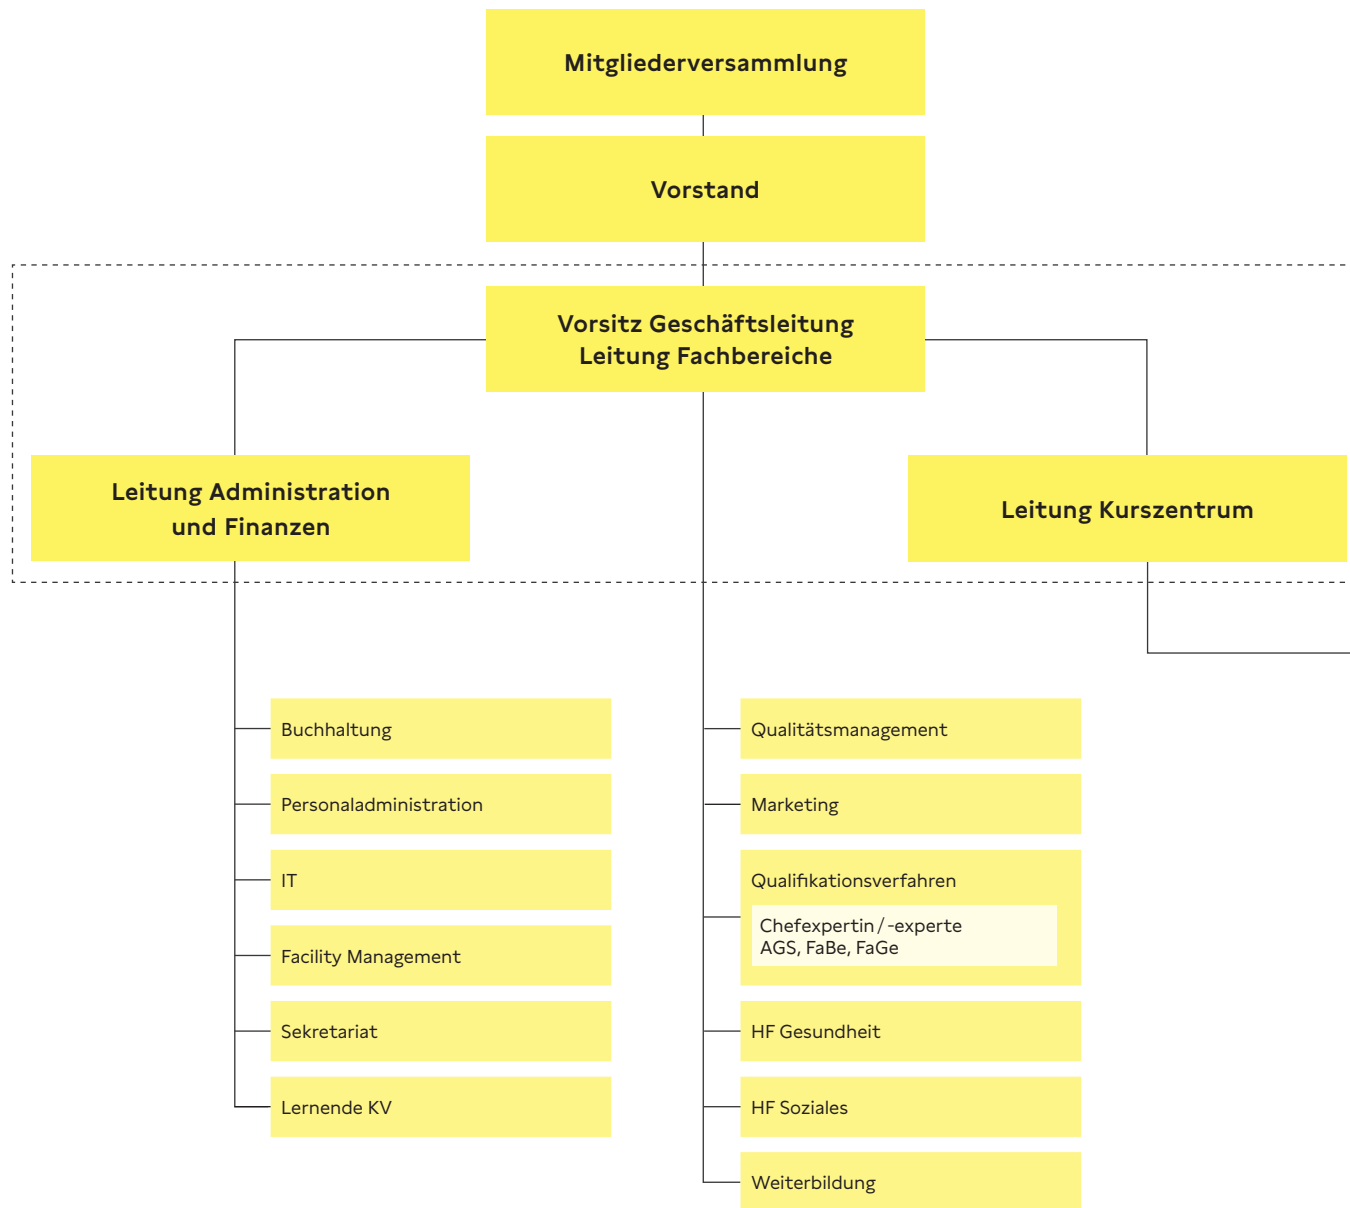 Mitgliederversammlung
Vorstand
Vorsitz Geschäftsleitung
Leitung Fachbereiche
Leitung Administration
und Finanzen
Leitung Kurszentrum
Buchhaltung
Personaladministration
IT
Facility Management
Sekretariat
Lernende KV
Qualitätsmanagement
Marketing
Qualifikationsverfahren
Chefexpertin / -experte
AGS, FaBe, FaGe
HF Gesundheit
HF Soziales
Weiterbildung